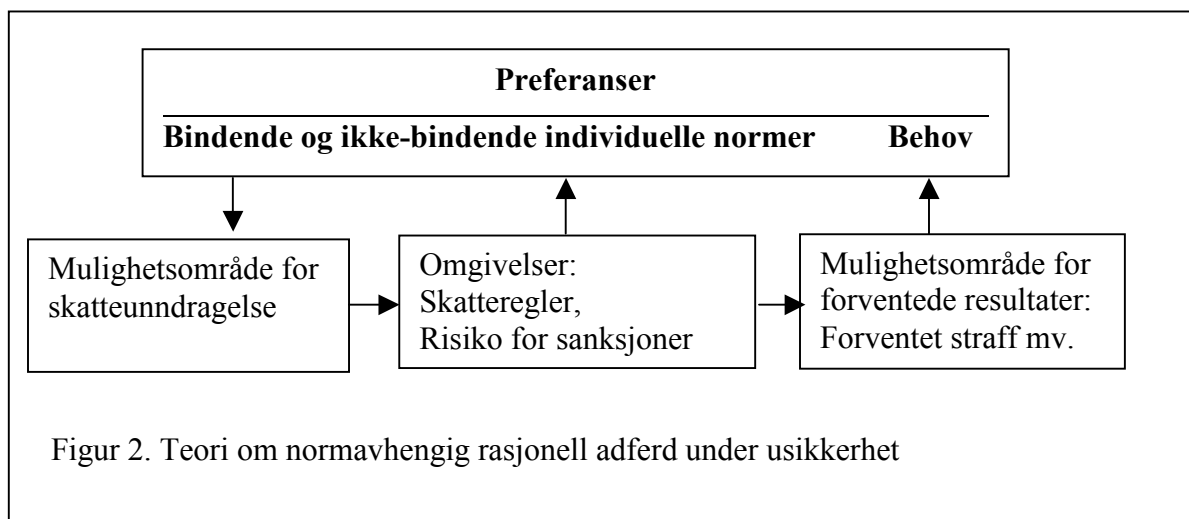 Preferanser
Bindende og ikke-bindende individuelle normer Behov
Mulighetsområde for
skatteunndragelse
Omgivelser:
Skatteregler,
Risiko for sanksjoner
Mulighetsområde for
forventede resultater:
Forventet straff mv.
Figur 2. Teori om normavhengig rasjonell adferd under usikkerhet